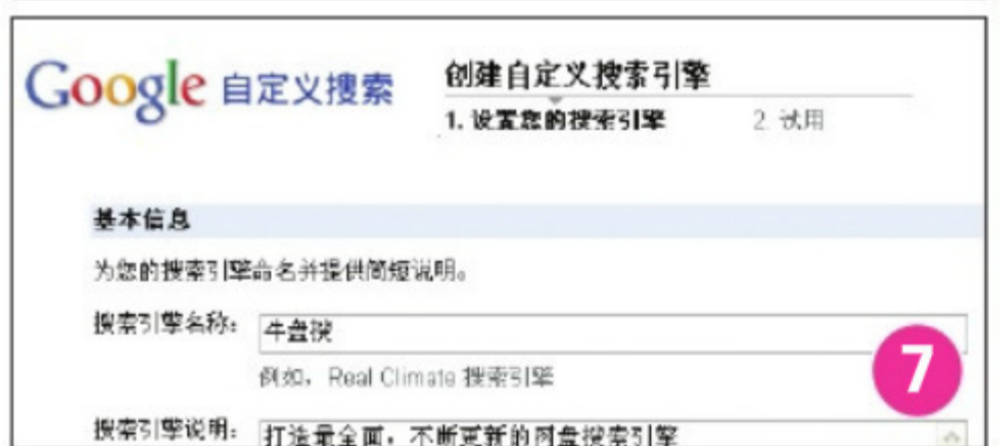 Google 自定义搜索
创建自定义搜索引擎
1. 设置您的搜索引擎 2. 试用
基本信息
为您的搜索引擎命名并提供简短说明。
搜索引擎名称: 牛盘搜
例如，Real Climate 搜索引擎
7
搜索引擎说明: 打造最全面，不断更新的网盘搜索引擎